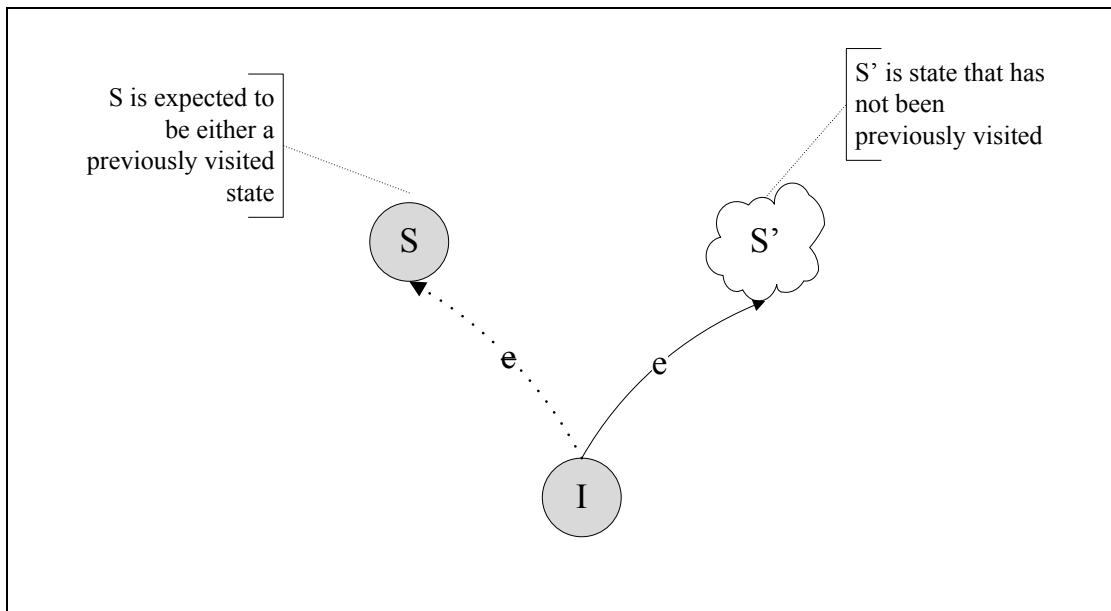 S is expected to
be either a
previously visited
state
S’ is state that has
not been
previously visited
S
S’
e
e
I